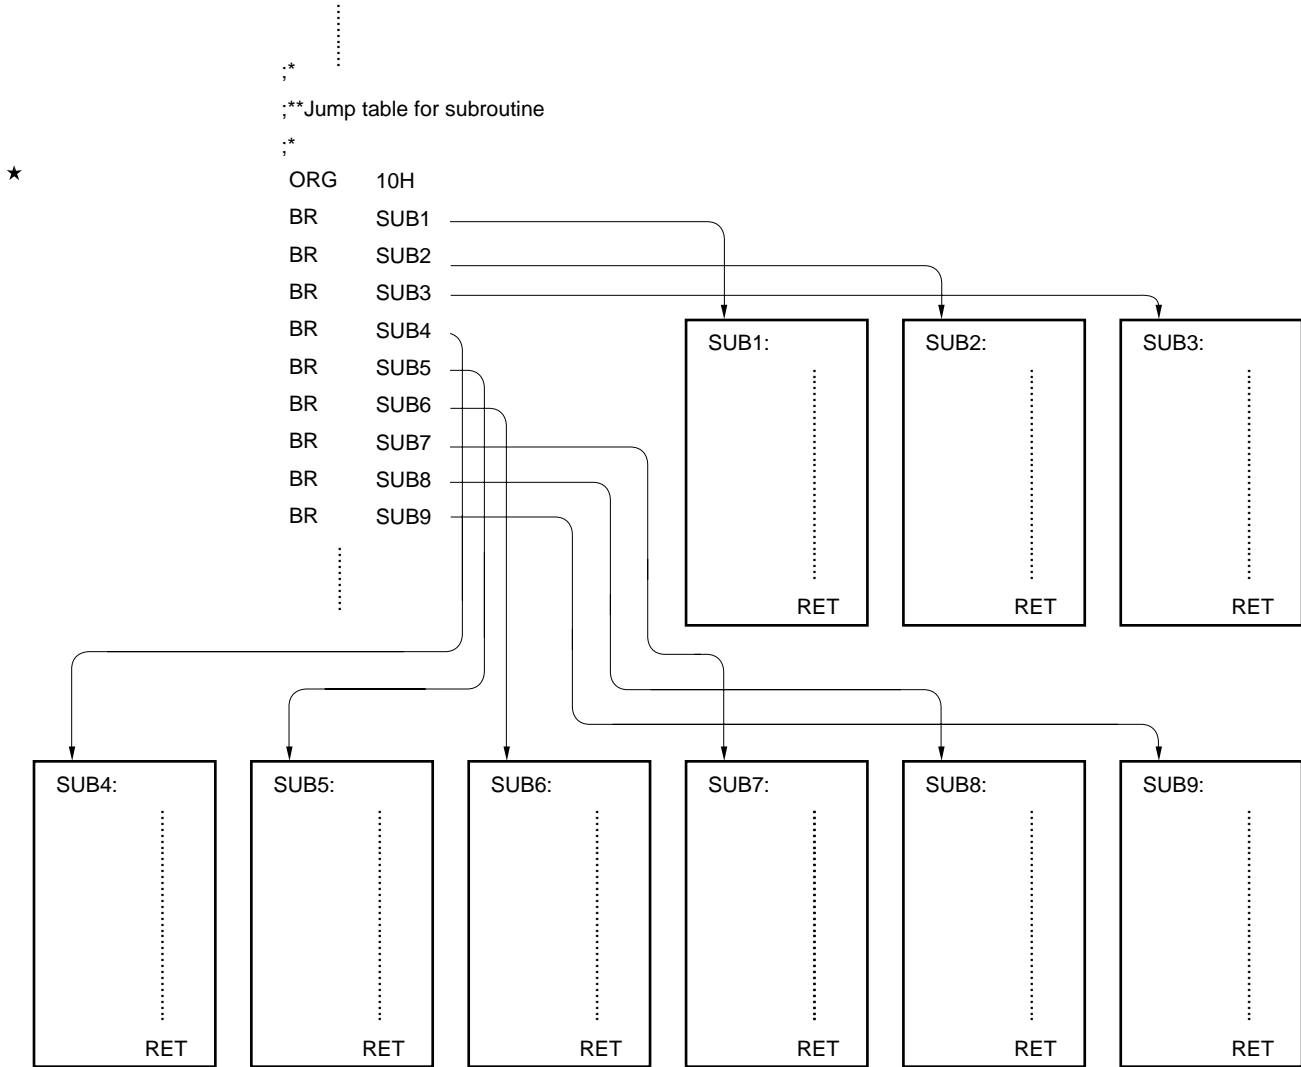 ;*
;**Jump table for subroutine
;*
★
ORG 10H
BR SUB1
BR SUB2
BR SUB3
BR SUB4
BR SUB5
BR SUB6
BR SUB7
BR SUB8
BR SUB9
SUB1: SUB2: SUB3:
RET RET RET
SUB4: SUB5: SUB6: SUB7: SUB8: SUB9:
RET RET RET RET RET RET